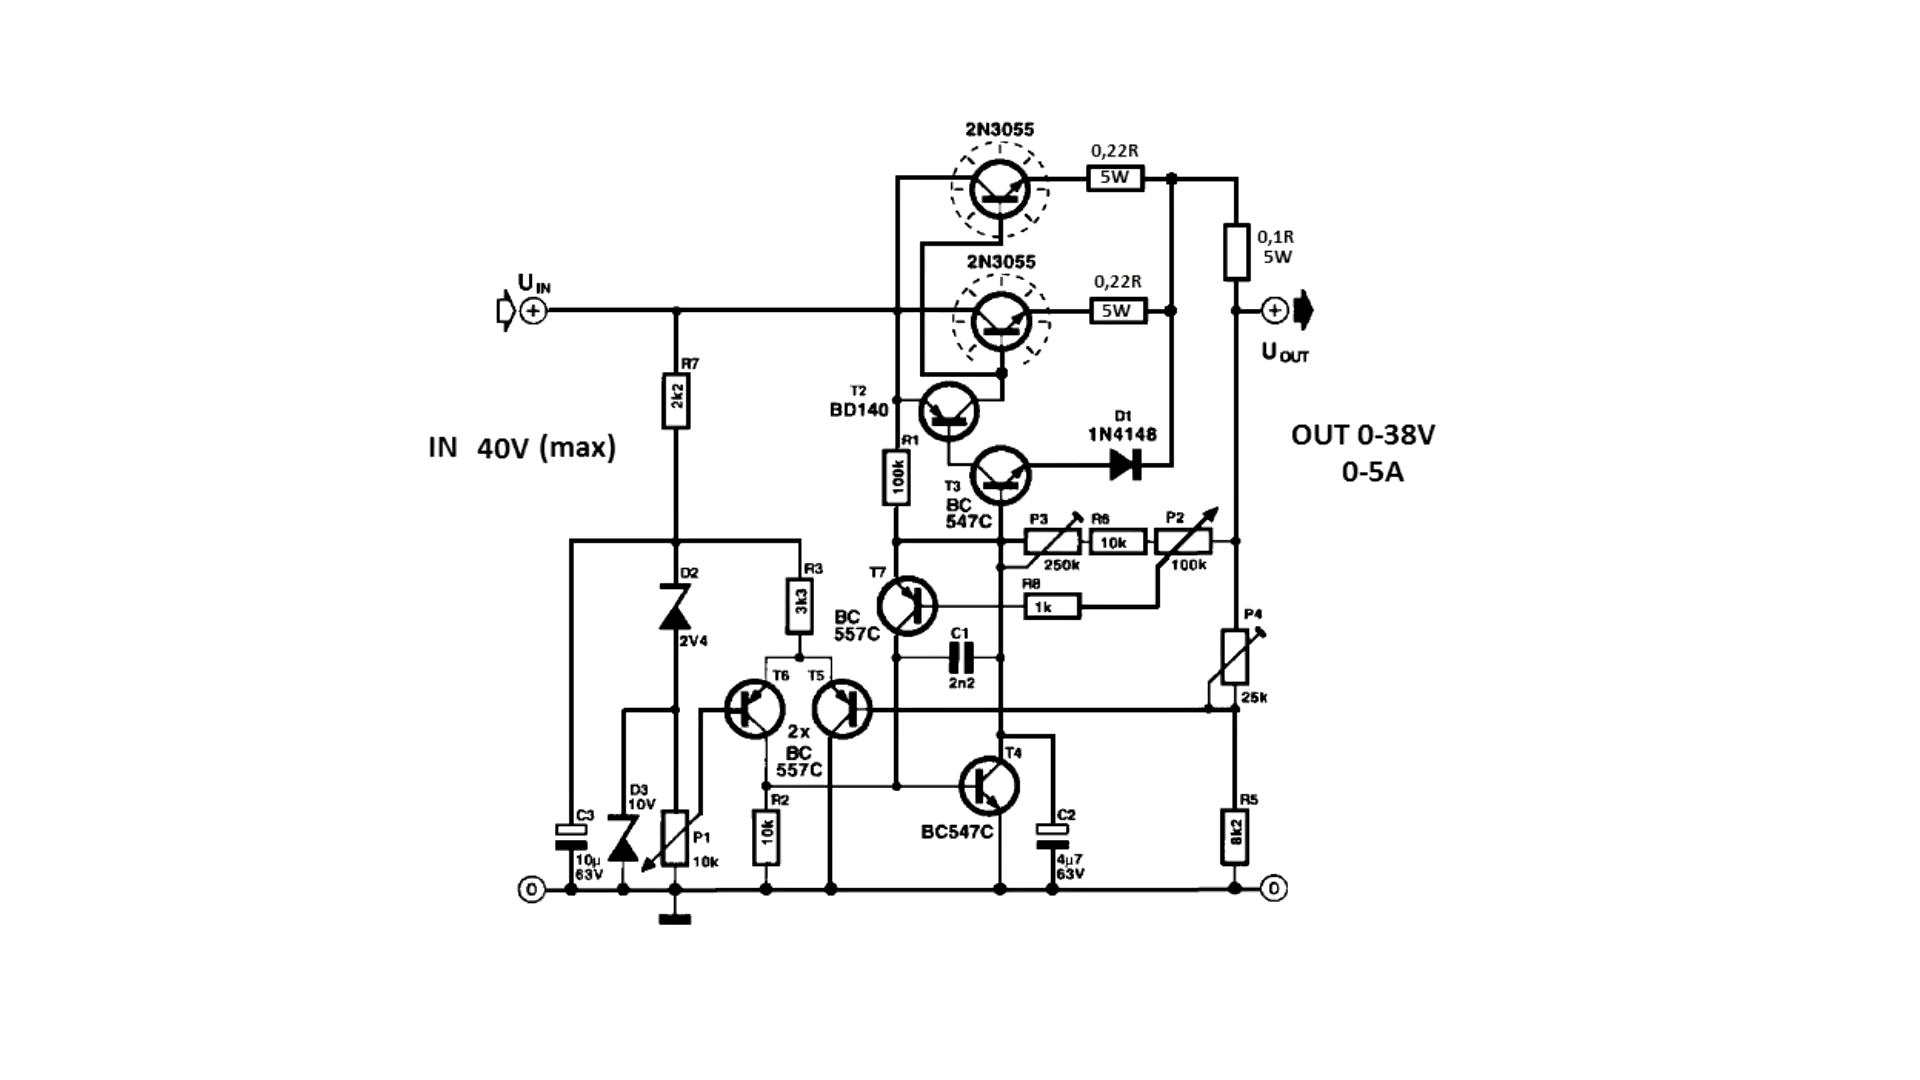 2N3055
0,22R
5W
0,1R
5W
2N3055
0,22R
5W
U IN
+
+
U OUT
R7
2k2
T2
BD140
D1
1N4148
IN 40V (max)
OUT 0-38V
0-5A
R1
100k
T3
BC
547C
P3
250k
R6
10k
P2
100k
D2
2V4
R3
3k3
T7
BC
557C
R8
1k
P4
25k
C1
2n2
T6
T5
2x
BC
557C
T4
BC547C
D3
10V
C3
10µ
63V
P1
10k
R2
10k
C2
4µ7
63V
R5
8k2
0
0